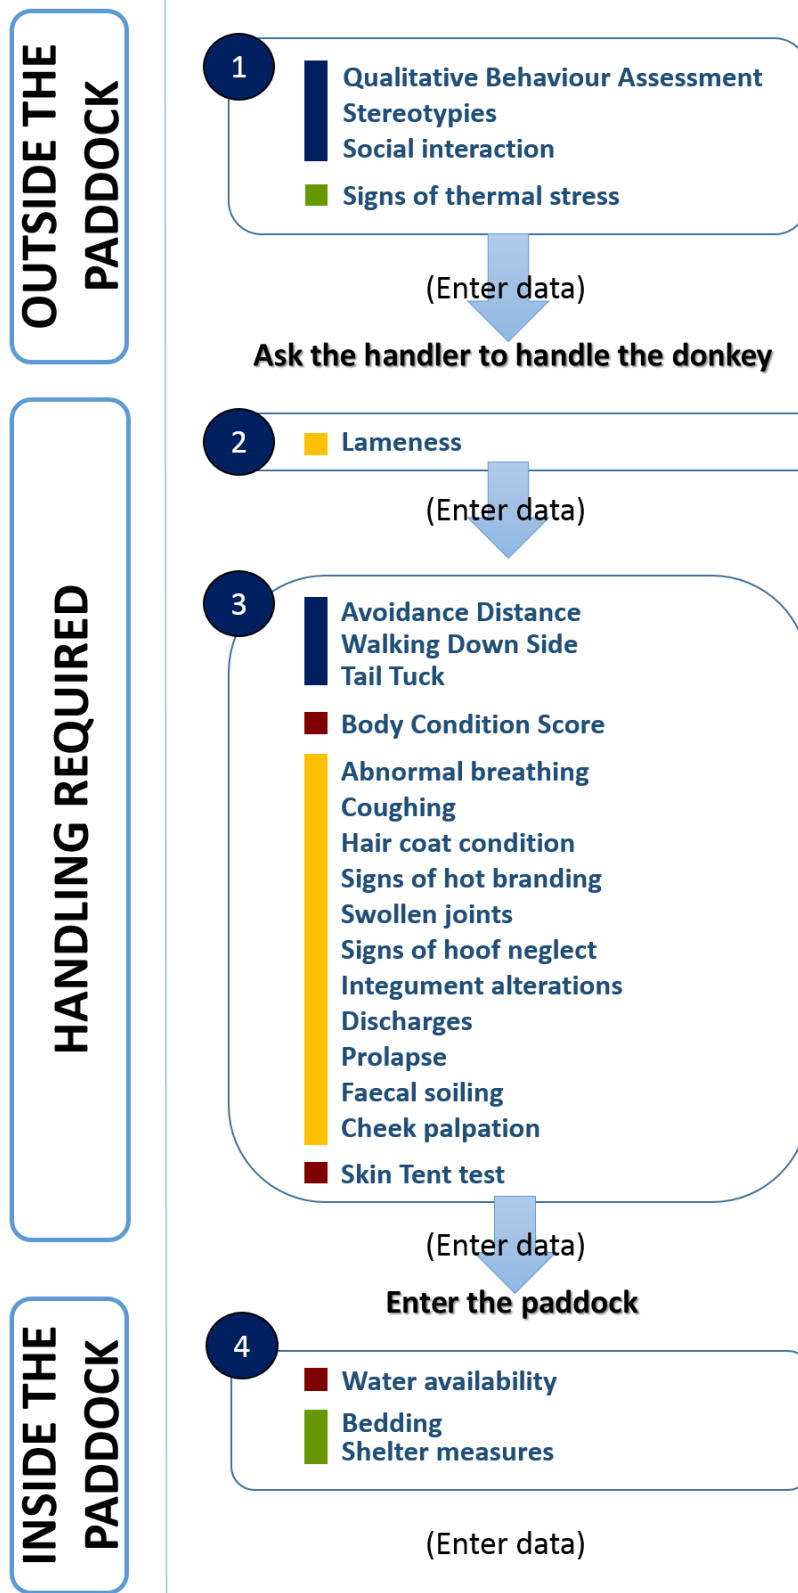 OUTSIDE THE
PADDOCK
1
Qualitative Behaviour Assessment
Stereotypies
Social interaction
Signs of thermal stress
(Enter data)
Ask the handler to handle the donkey
HANDLING REQUIRED
2
Lameness
(Enter data)
3
Avoidance Distance
Walking Down Side
Tail Tuck
Body Condition Score
Abnormal breathing
Coughing
Hair coat condition
Signs of hot branding
Swollen joints
Signs of hoof neglect
Integument alterations
Discharges
Prolapse
Faecal soiling
Cheek palpation
Skin Tent test
(Enter data)
Enter the paddock
INSIDE THE
PADDOCK
4
Water availability
Bedding
Shelter measures
(Enter data)